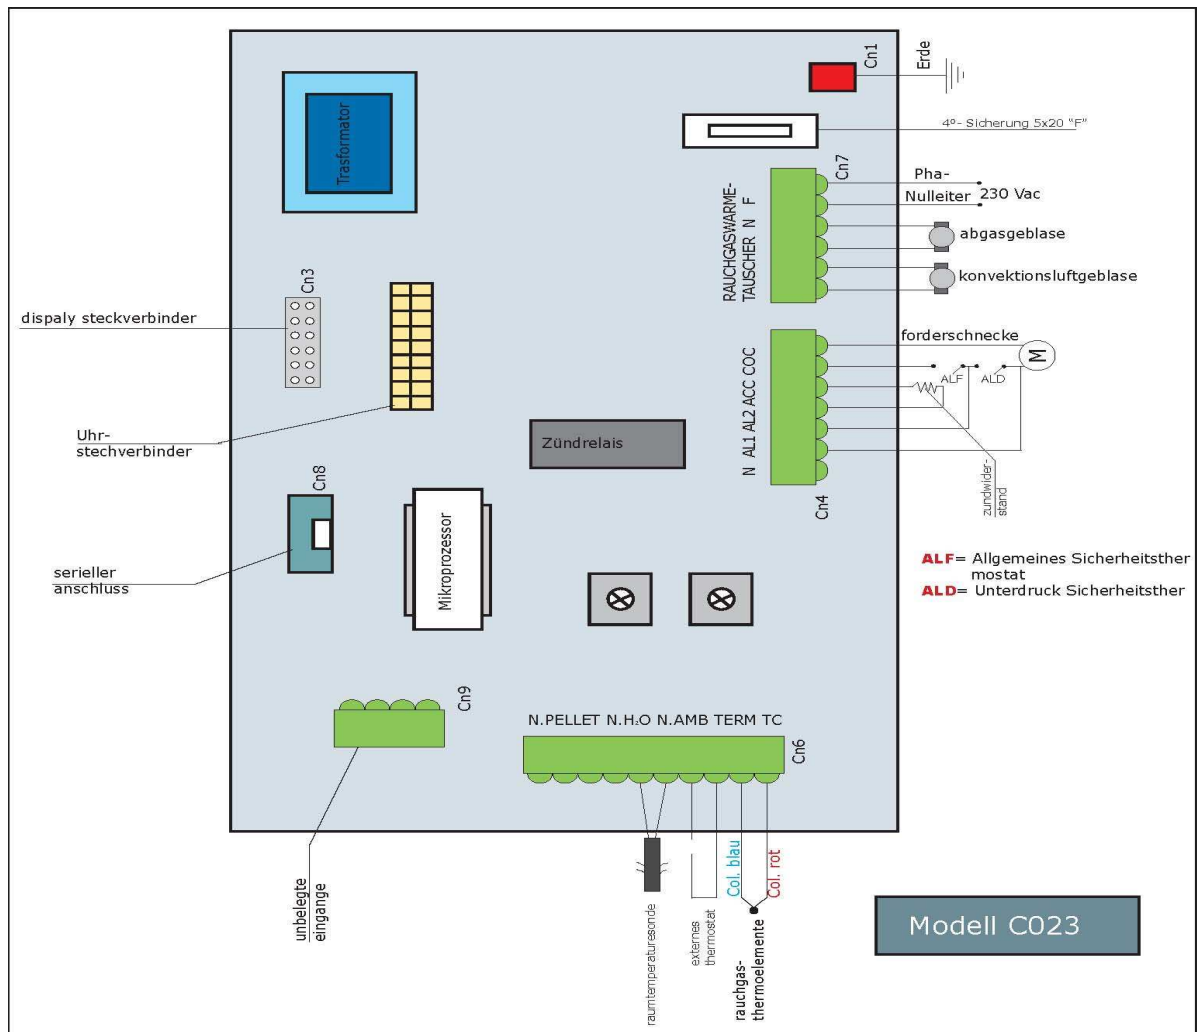 Trasformator
Cn1
Erde
4º- Sicherung 5x20 "F"
Cn7
RAUCHGASWARME-
TAUSCHER N F
Pha-
Nulleiter
230 Vac
abgasgeblase
konvektionsluftgeblase
Cn3
dispaly steckverbinder
Uhr-
stechverbinder
forderschnecke
M
ALF
ALD
N AL1 AL2 ACC COC
Cn4
Zündrelais
zundwider-
stand
Cn8
serieller
anschluss
Mikroprozessor
ALF= Allgemeines Sicherheitsther
mostat
ALD= Unterdruck Sicherheitsther
Cn9
unbelegte
eingange
N.PELLET N.H₂O N.AMB TERM TC
Cn6
raumtemperaturesonde
externes
thermostat
Col. blau
Col. rot
rauchgas-
thermoelemente
Modell C023